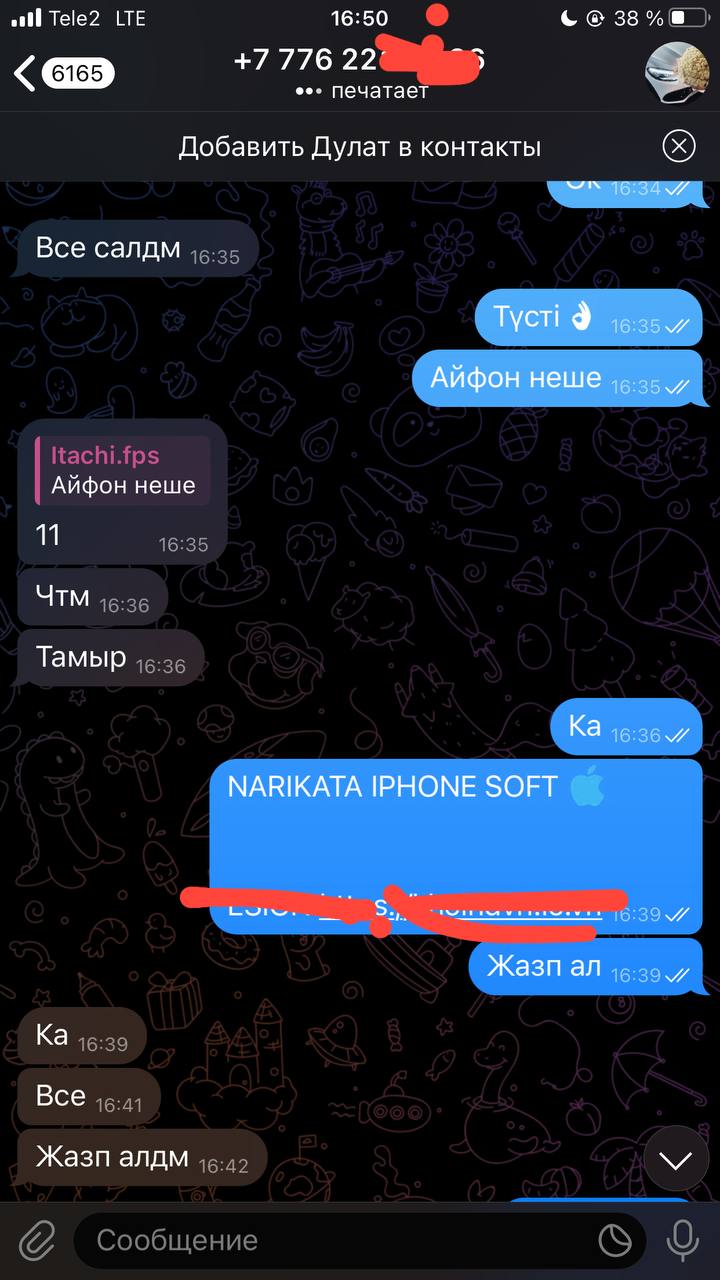 Tele2 LTE
16:50
38 %
6165
+7 776 22
печатает
Добавить Дулат в контакты
Ок 16:34
Все салдм 16:35
Түсті 👌 16:35
Айфон неше 16:35
Itachi.fps
Айфон неше
11 16:35
Чтм 16:36
Тамыр 16:36
Ка 16:36
NARIKATA IPHONE SOFT
16:39
Жазп ал 16:39
Ка 16:39
Все 16:41
Жазп алдм 16:42
Сообщение